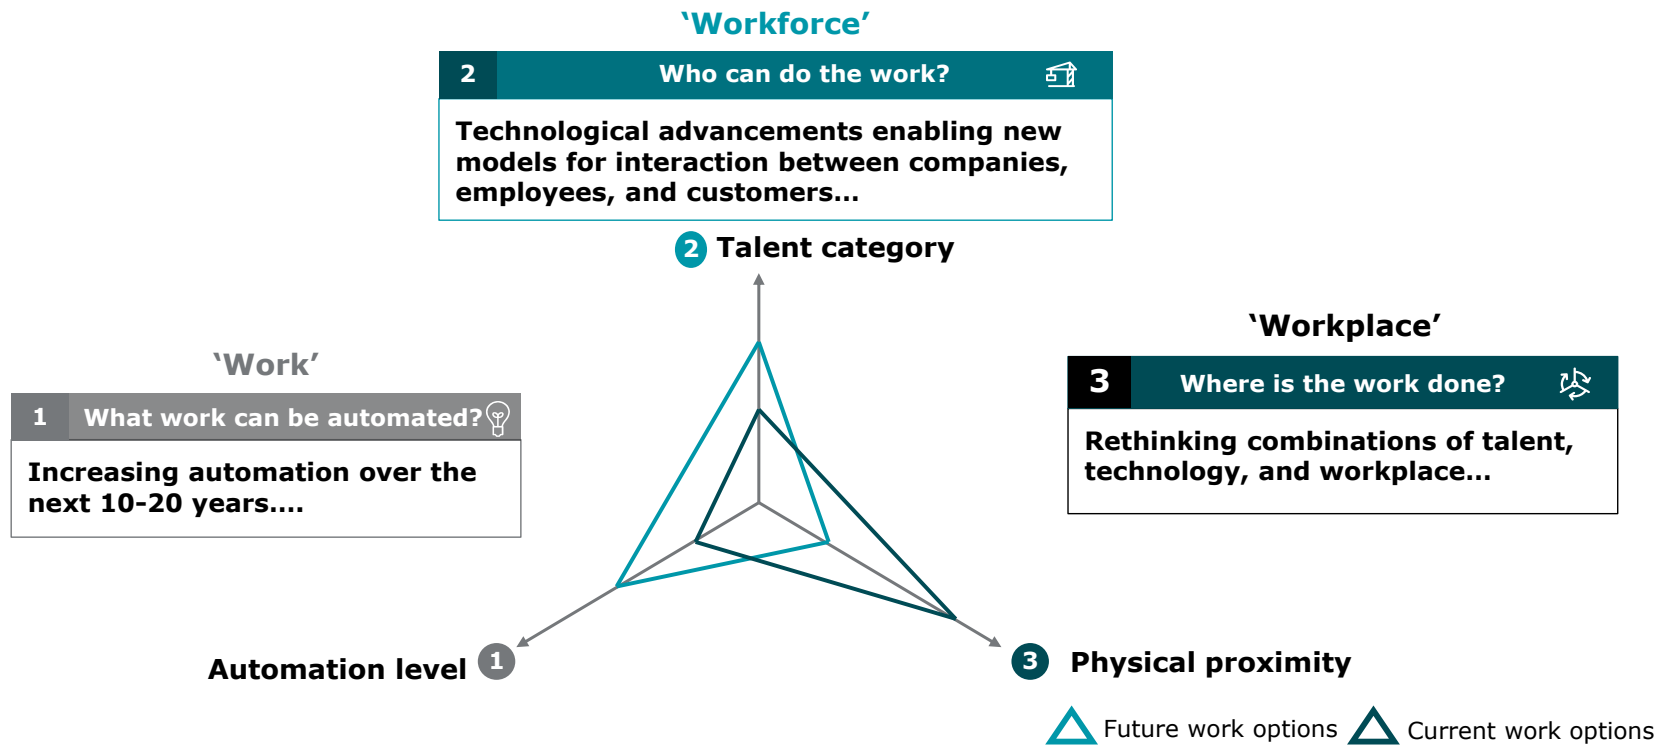 ‘Workforce’
2 Who can do the work?
Technological advancements enabling new
models for interaction between companies,
employees, and customers...
2 Talent category
‘Work’
1 What work can be automated?
Increasing automation over the
next 10-20 years....
‘Workplace’
3 Where is the work done?
Rethinking combinations of talent,
technology, and workplace...
Automation level 1
3 Physical proximity
Future work options
Current work options